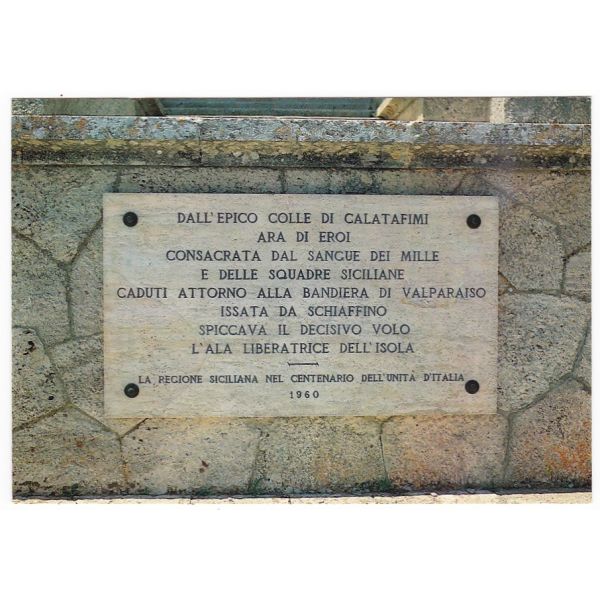 DALL'EPICO COLLE DI CALATAFIMI
ARA DI EROI
CONSACRATA DAL SANGUE DEI MILLE
E DELLE SQUADRE SICILIANE
CADUTI ATTORNO ALLA BANDIERA DI VALPARAISO
ISSATA DA SCHIAFFINO
SPICCAVA IL DECISIVO VOLO
L'ALA LIBERATRICE DELL'ISOLA
LA REGIONE SICILIANA NEL CENTENARIO DELL'UNITÀ D'ITALIA
1960